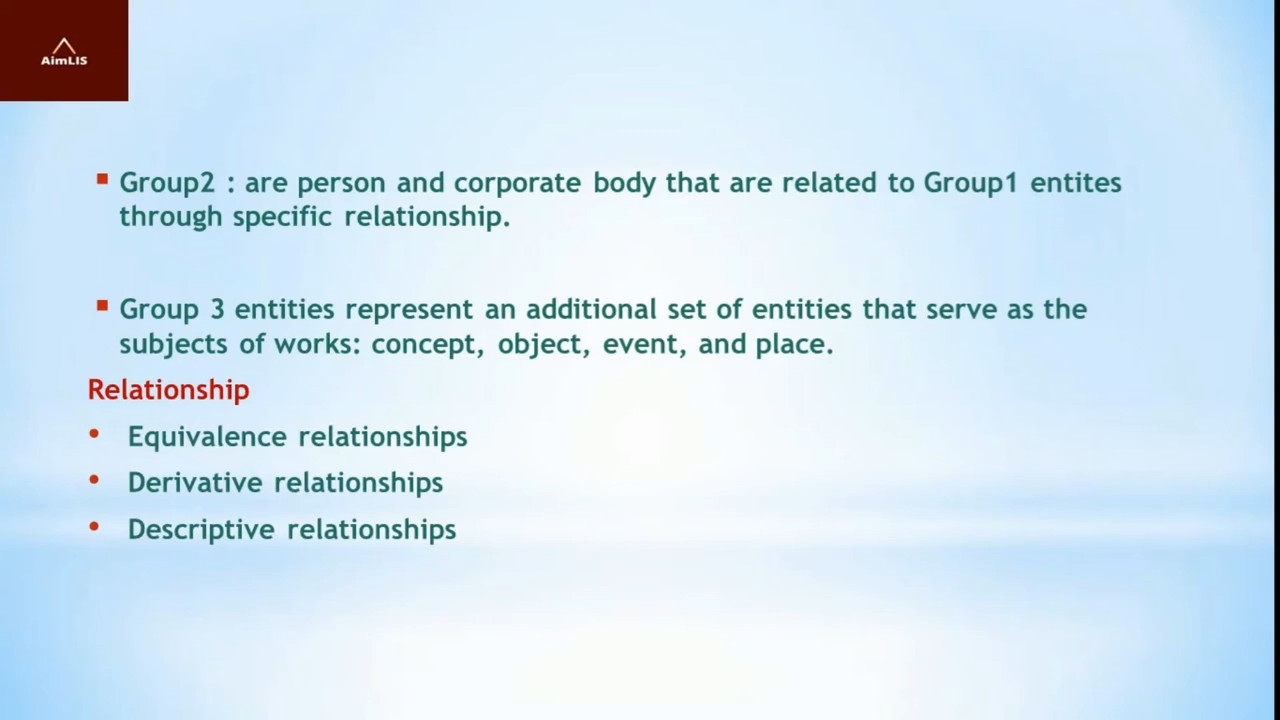 AimLIS
Group2 : are person and corporate body that are related to Group1 entites
through specific relationship.
Group 3 entities represent an additional set of entities that serve as the
subjects of works: concept, object, event, and place.
Relationship
• Equivalence relationships
• Derivative relationships
• Descriptive relationships